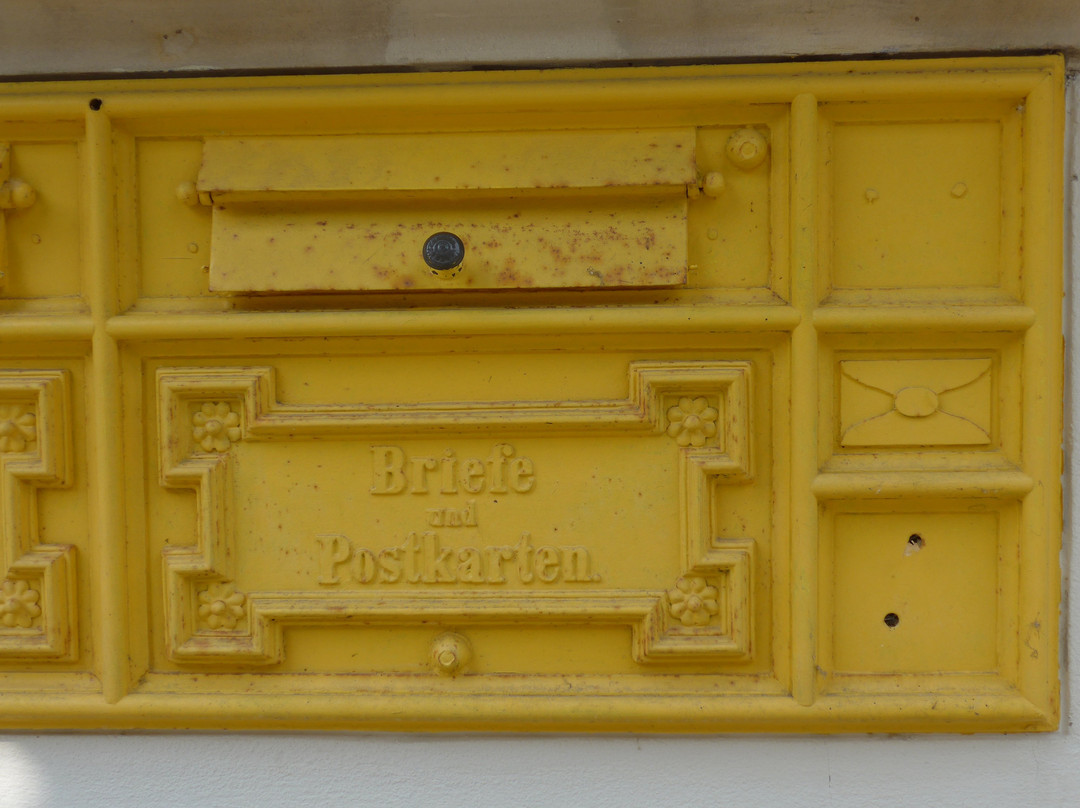 Briefe
und
Postkarten.